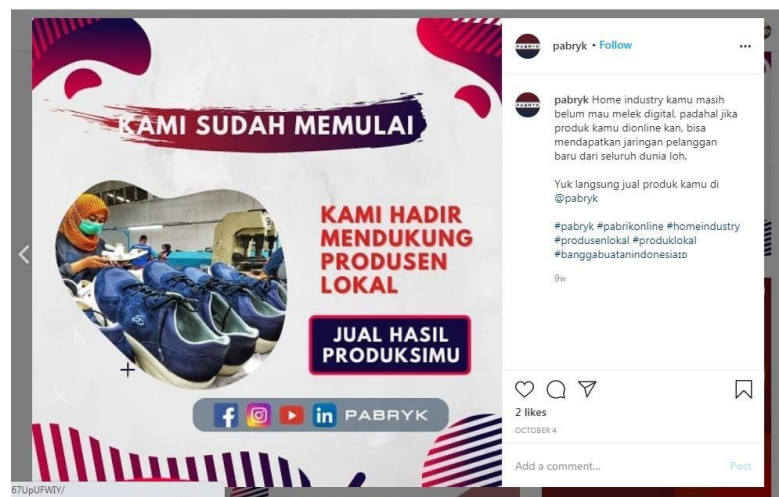 KAMI SUDAH MEMULAI
KAMI HADIR
MENDUKUNG
PRODUSEN
LOKAL
JUAL HASIL
PRODUKSIMU
PABRYK
PABRYK
pabryk • Follow
PABRYK
pabryk Home industry kamu masih
belum mau melek digital, padahal jika
produk kamu dionline kan, bisa
mendapatkan jaringan pelanggan
baru dari seluruh dunia loh,
Yuk langsung jual produk kamu di
@pabryk
#pabryk #pabrikonline #homeindustry
#produsenlokal #produklokal
#banggabuatanindonesiaɪᴅ
9w
2 likes
OCTOBER 4
Add a comment...
Post
67UpUFWIY/